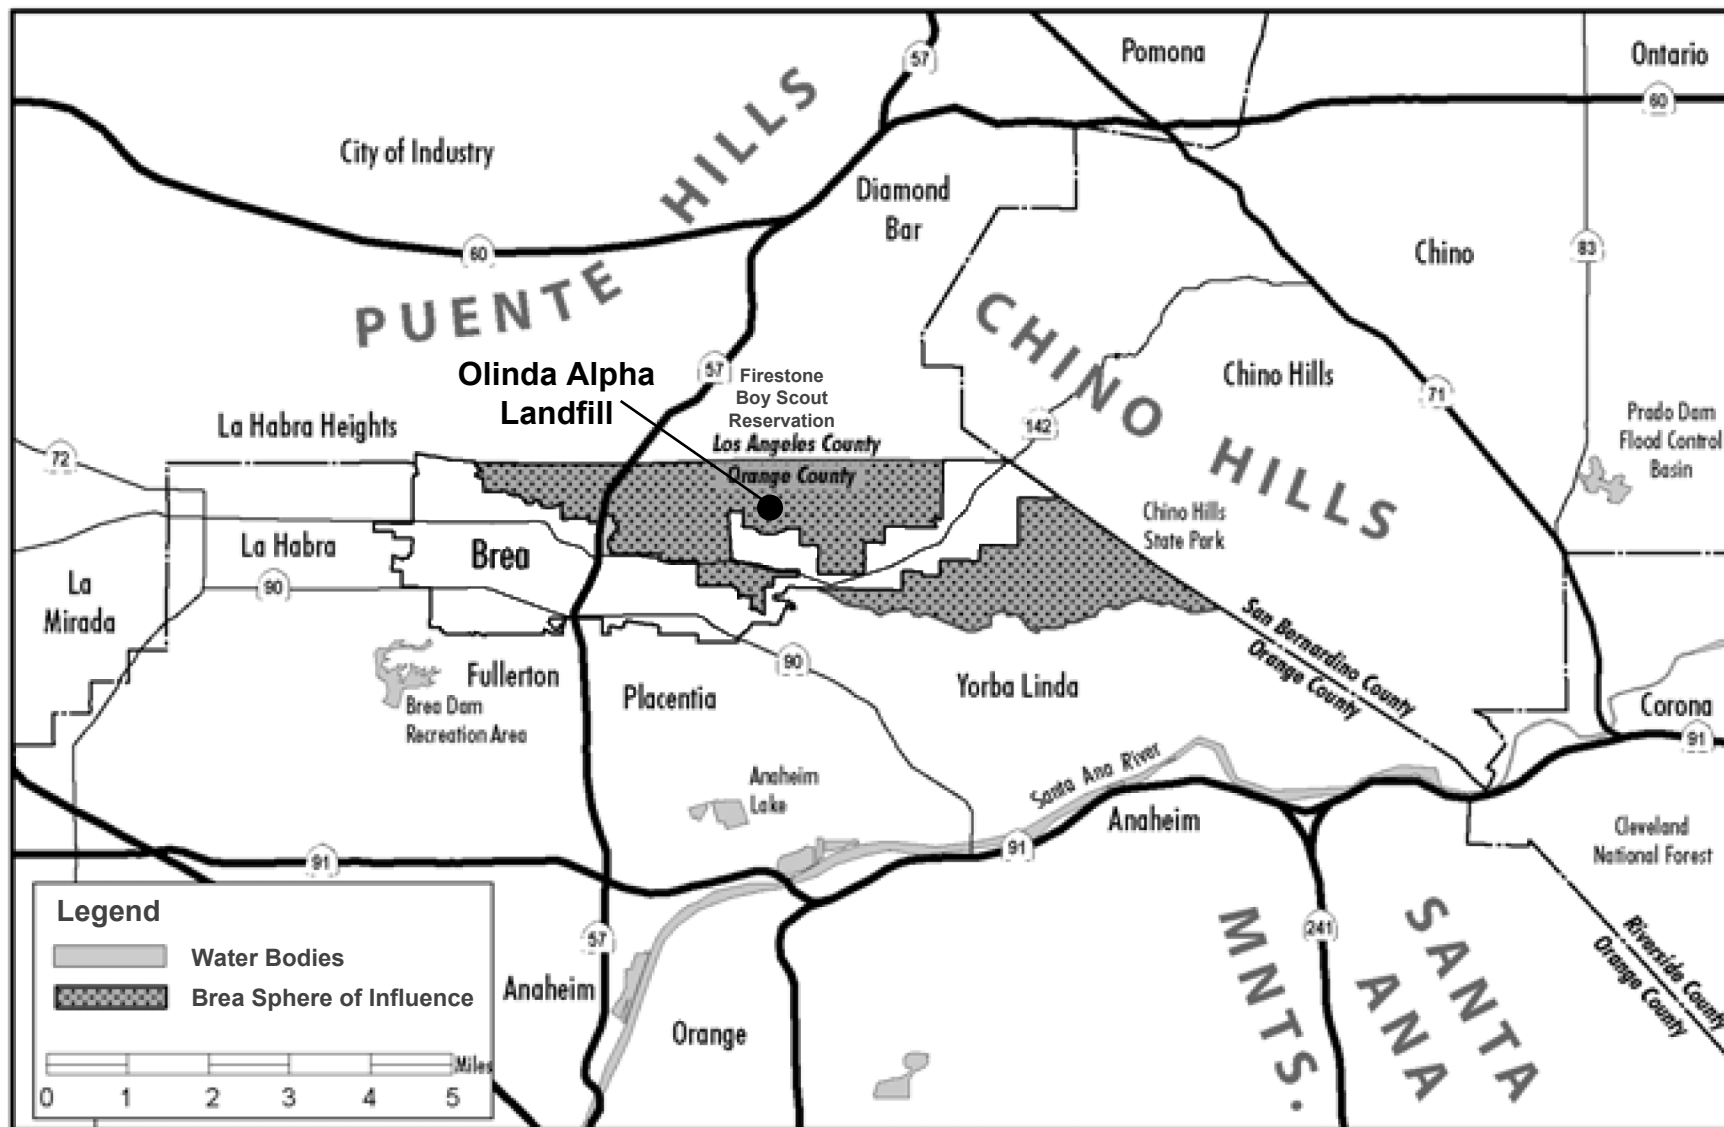 57
Pomona
Ontario
60
City of Industry
HILLS
Diamond
Bar
Chino
83
60
PUENTE
CHINO HILLS
Olinda Alpha
Landfill
57
Firestone
Boy Scout
Reservation
Los Angeles County
Orange County
Chino Hills
71
142
Prado Dam
Flood Control
Basin
La Habra Heights
72
Chino Hills
State Park
La Habra
Brea
La
Mirada
90
San Bernardino County
Orange County
Fullerton
Placentia
90
Yorba Linda
Corona
91
Brea Dam
Recreation Area
Anaheim
Lake
Santa Ana River
Anaheim
91
Cleveland
National Forest
91
Legend
Water Bodies
Brea Sphere of Influence
Miles
0 1 2 3 4 5
57
Anaheim
Orange
241
SANTA
ANA
MNTS.
Riverside County
Orange County